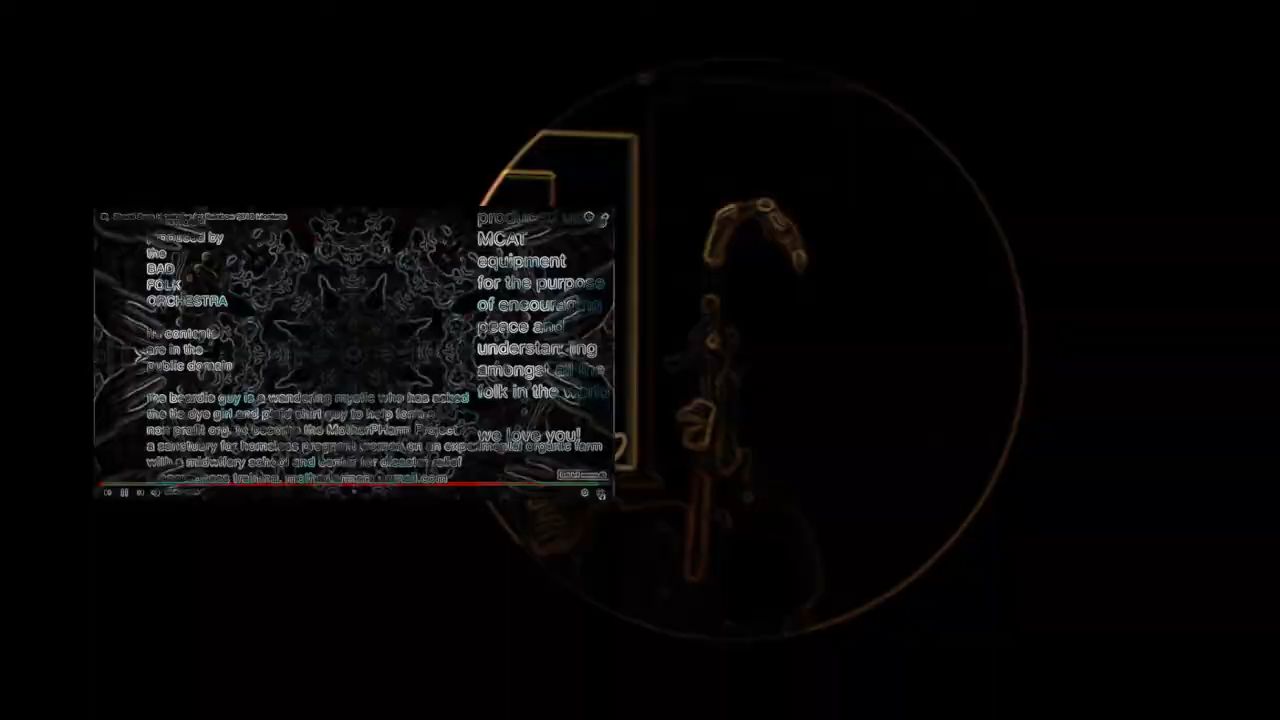 produced by
the
BAD
FOLK
ORCHESTRA
its contents
are in the
public domain
the beardie guy is a wandering mystic who has asked
the tie dye girl and plaid shirt guy to help form a
non profit org. to become the MotherPHarm Project
a sanctuary for homeless pregnant women on an experimental organic farm
with a midwifery school and center for disaster relief
produced using
MCAT
equipment
for the purpose
of encouraging
peace and
understanding
amongst all the
folk in the world
we love you!